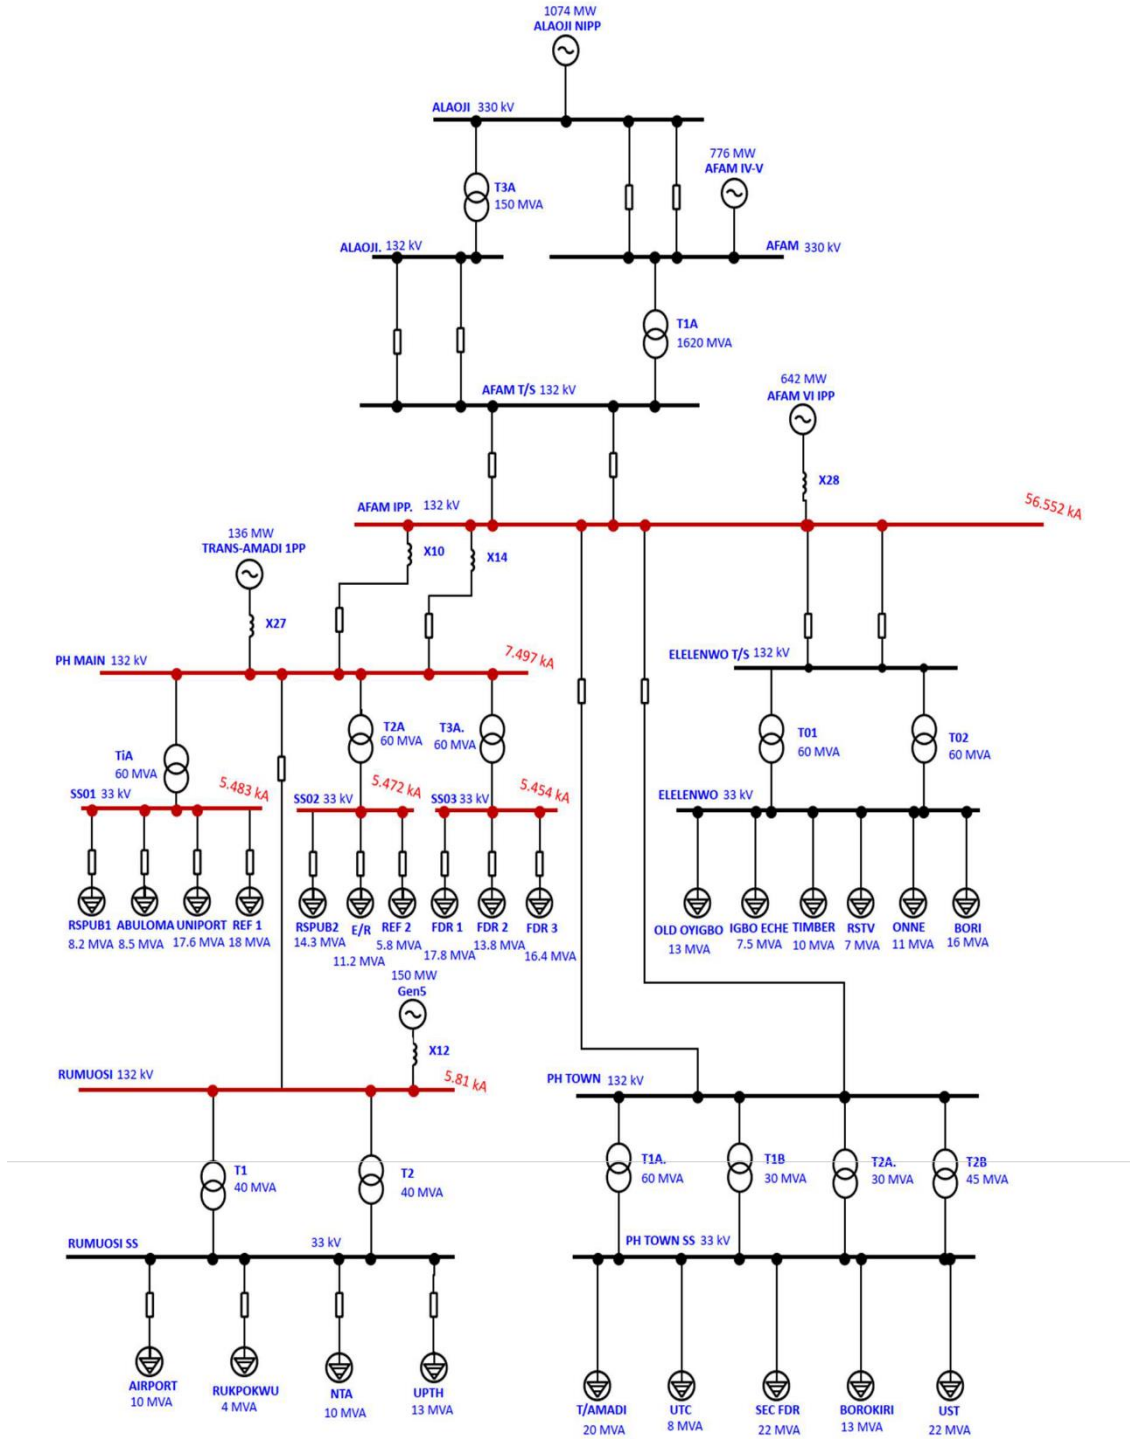 1074 MW
ALAOJI NIPP
ALAOJI 330 kV
776 MW
AFAM IV-V
T3A
150 MVA
ALAOJI. 132 kV
AFAM 330 kV
T1A
1620 MVA
642 MW
AFAM VI IPP
AFAM T/S 132 kV
X28
AFAM IPP. 132 kV
56.552 kA
136 MW
TRANS-AMADI 1PP
X10
X14
X27
PH MAIN 132 kV
7.497 kA
ELELENWO T/S 132 kV
TiA
60 MVA
T2A
60 MVA
T3A.
60 MVA
T01
60 MVA
T02
60 MVA
SS01 33 kV
5.483 kA
SS02 33 kV
5.472 kA
SS03 33 kV
5.454 kA
ELELENWO 33 kV
RSPUB1
8.2 MVA
ABULOMA
8.5 MVA
UNIPORT
17.6 MVA
REF 1
18 MVA
RSPUB2
14.3 MVA
E/R
11.2 MVA
REF 2
5.8 MVA
FDR 1
17.8 MVA
FDR 2
13.8 MVA
FDR 3
16.4 MVA
OLD OYIGBO
13 MVA
IGBO ECHE
7.5 MVA
TIMBER
10 MVA
RSTV
7 MVA
ONNE
11 MVA
BORI
16 MVA
150 MW
Gen5
X12
RUMUOSI 132 kV
5.81 kA
PH TOWN 132 kV
T1
40 MVA
T2
40 MVA
T1A.
60 MVA
T1B
30 MVA
T2A.
30 MVA
T2B
45 MVA
RUMUOSI SS 33 kV
PH TOWN SS 33 kV
AIRPORT
10 MVA
RUKPOKWU
4 MVA
NTA
10 MVA
UPTH
13 MVA
T/AMADI
20 MVA
UTC
8 MVA
SEC FDR
22 MVA
BOROKIRI
13 MVA
UST
22 MVA